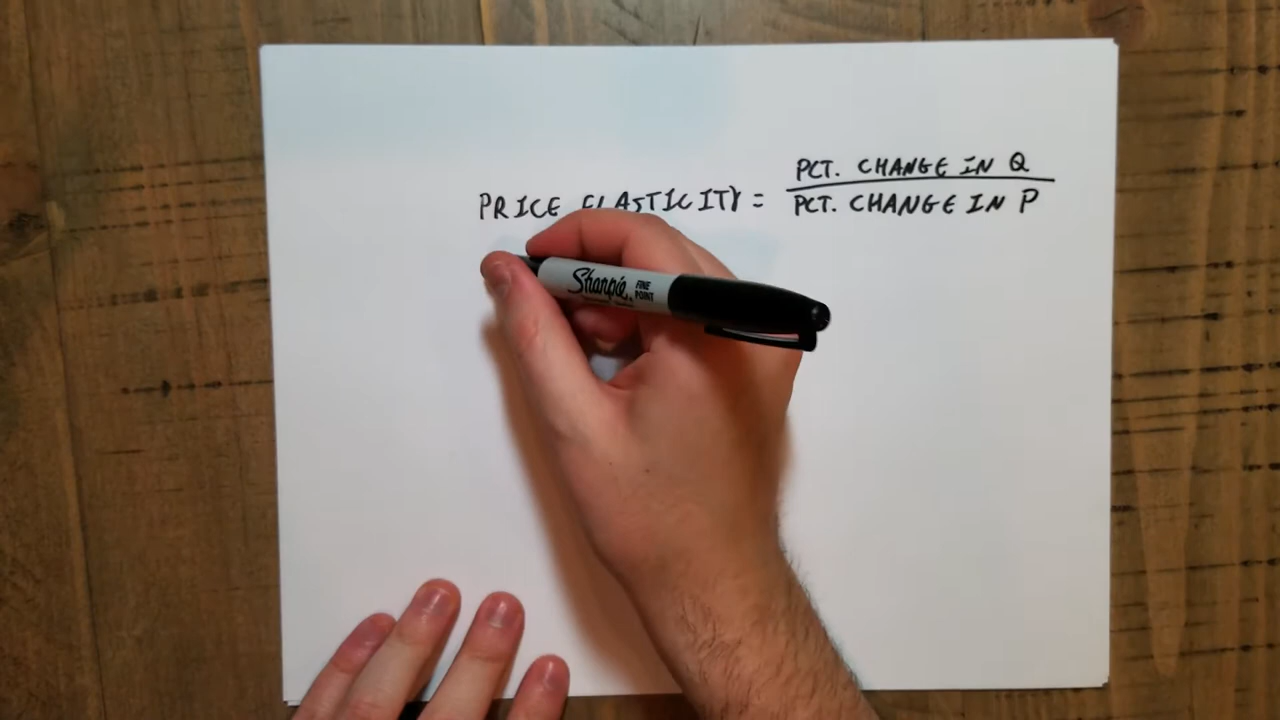 PCT. CHANGE IN Q
PRICE ELASTICITY =
PCT. CHANGE IN P
Sharpie. FINE POINT